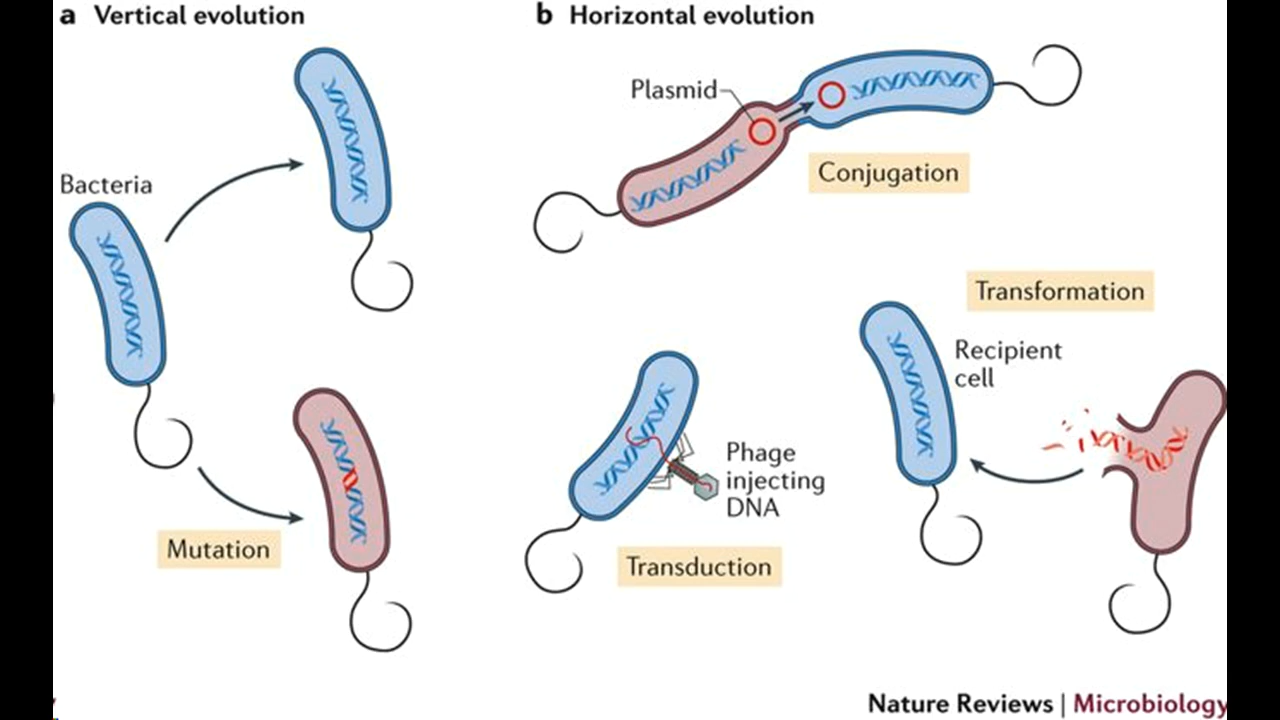 a Vertical evolution
Bacteria
Mutation
b Horizontal evolution
Plasmid
Conjugation
Transformation
Recipient
cell
Phage
injecting
DNA
Transduction
Nature Reviews | Microbiology